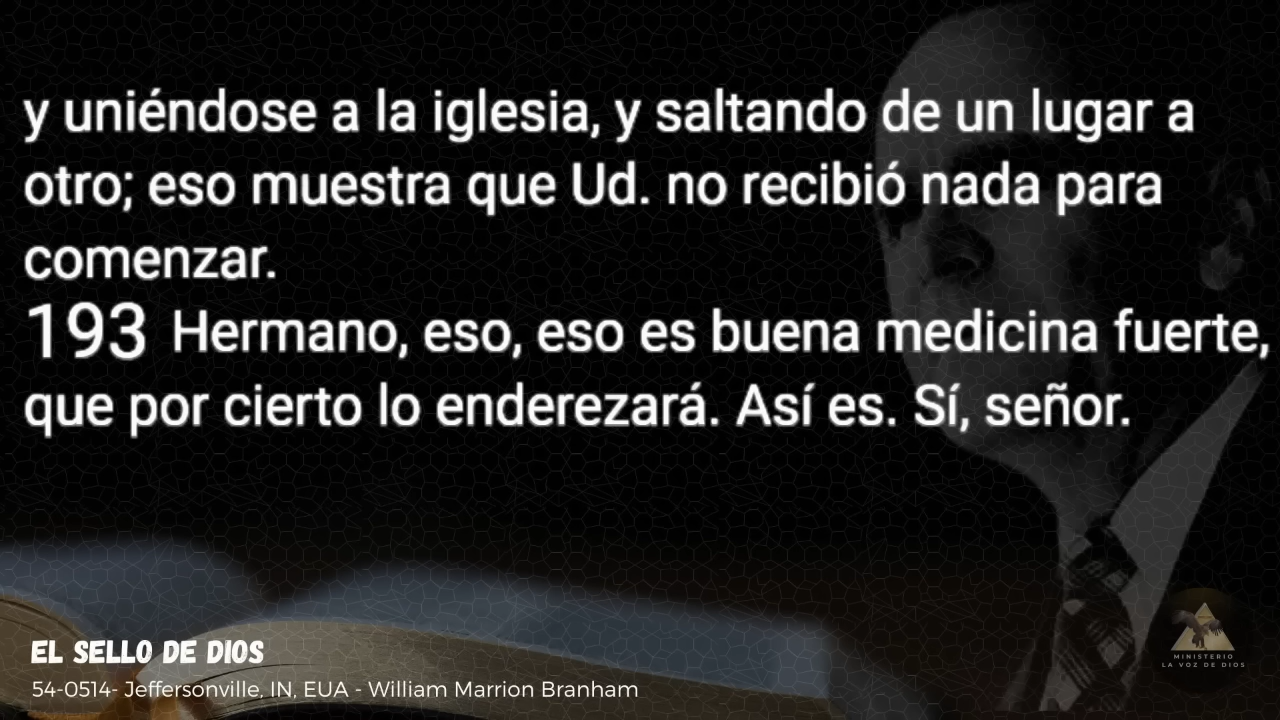 y uniéndose a la iglesia, y saltando de un lugar a
otro; eso muestra que Ud. no recibió nada para
comenzar.
193 Hermano, eso, eso es buena medicina fuerte,
que por cierto lo enderezará. Así es. Sí, señor.
EL SELLO DE DIOS
54-0514- Jeffersonville, IN, EUA - William Marrion Branham
MINISTERIO
LA VOZ DE DIOS